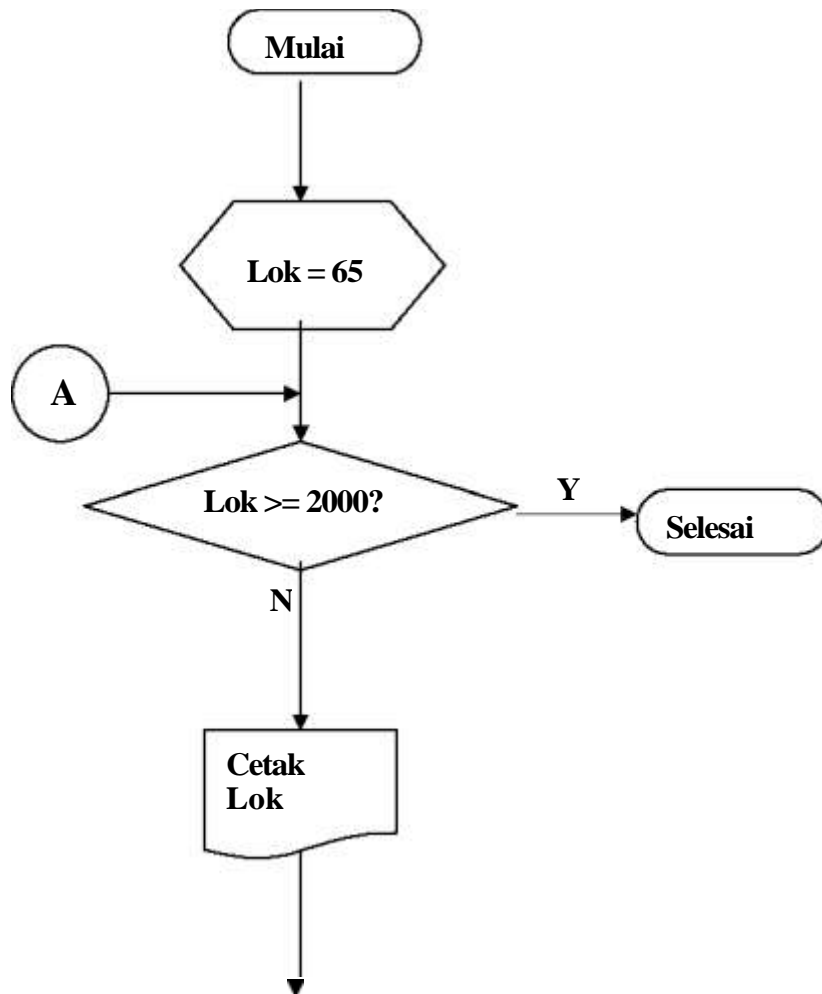 Mulai
Lok = 65
A
Lok >= 2000?
Y
Selesai
N
Cetak
Lok